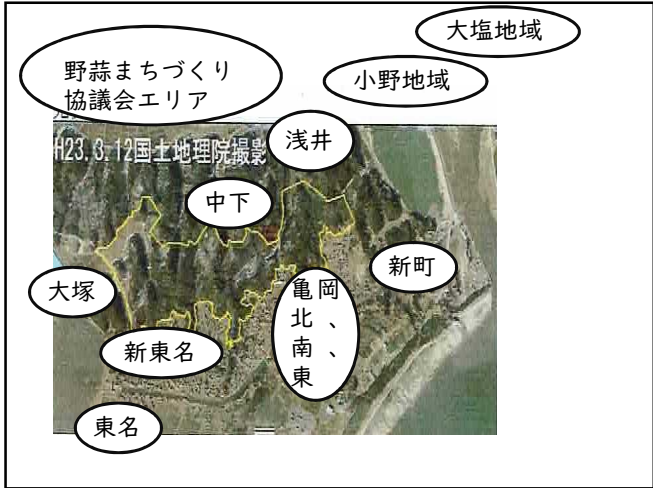 大塩地域
野蒜まちづくり
協議会エリア
小野地域
H23.3.12国土地理院撮影
浅井
中下
新町
大塚
亀岡
北、
南、
東
新東名
東名